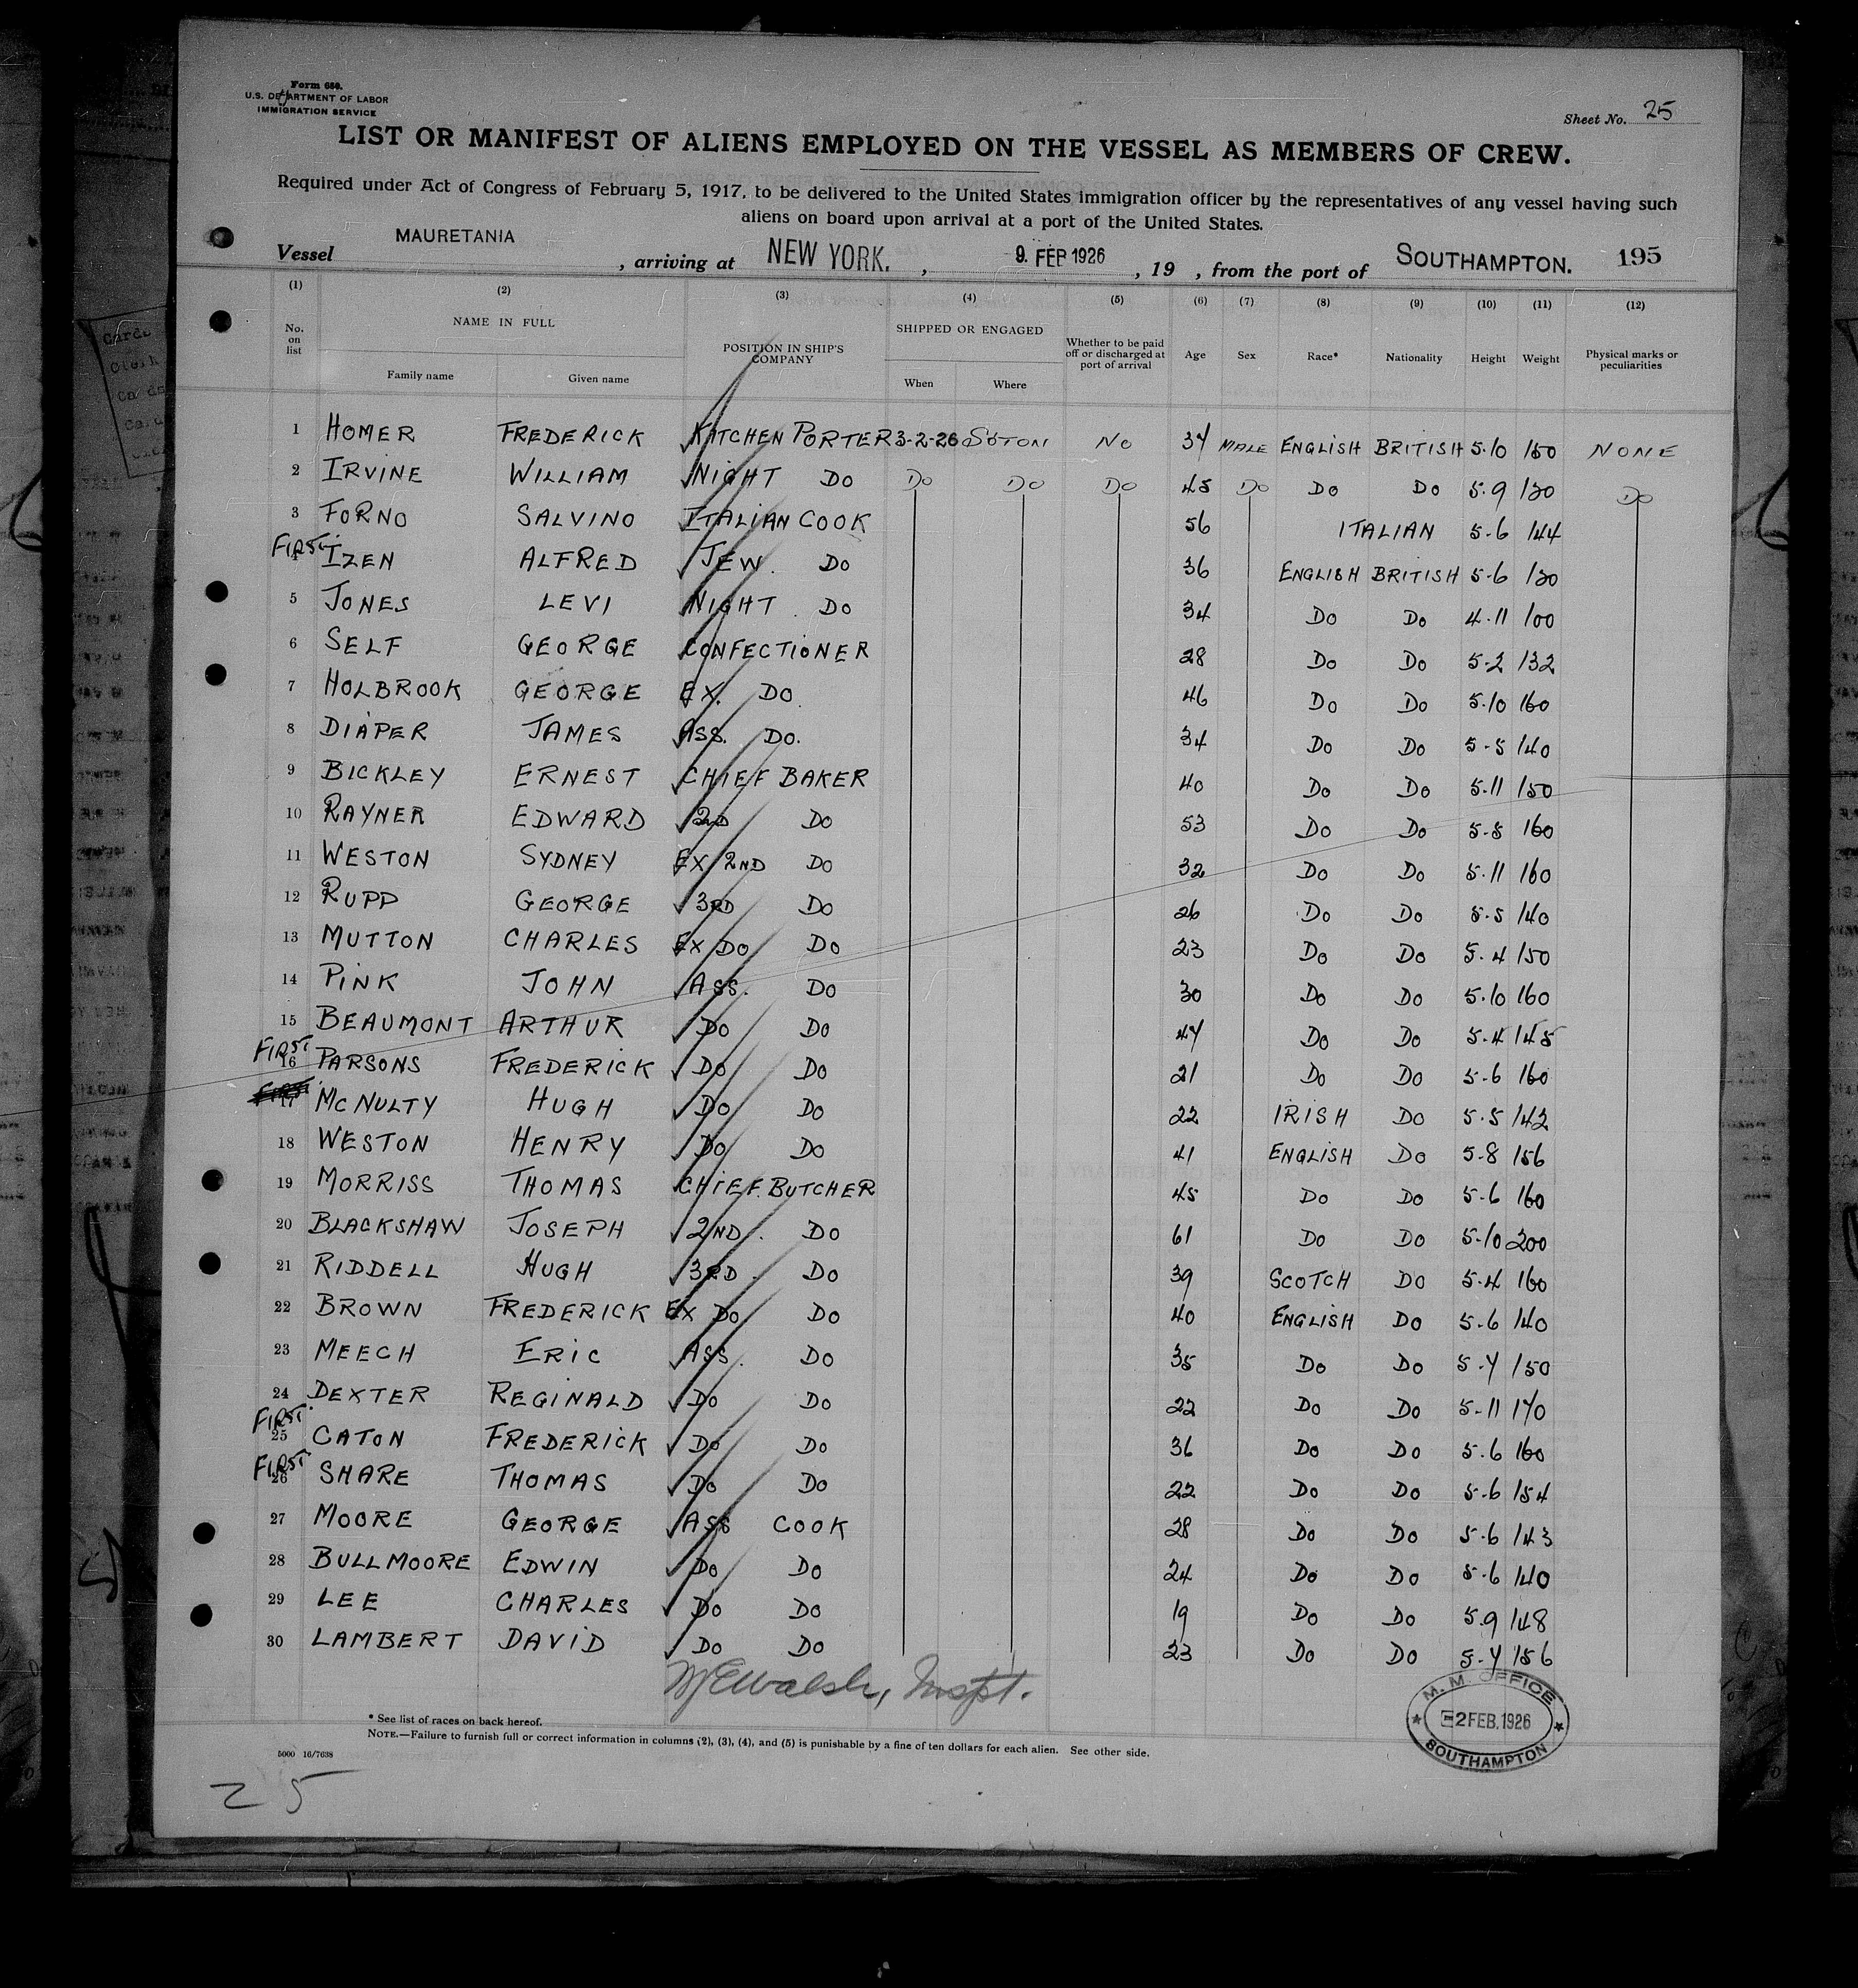 Form 680.
U.S. DEPARTMENT OF LABOR
IMMIGRATION SERVICE
Sheet No. 25
LIST OR MANIFEST OF ALIENS EMPLOYED ON THE VESSEL AS MEMBERS OF CREW.
Required under Act of Congress of February 5, 1917, to be delivered to the United States immigration officer by the representatives of any vessel having such
aliens on board upon arrival at a port of the United States.
Vessel MAURETANIA , arriving at NEW YORK. , 9. FEB 1926 , 19 , from the port of SOUTHAMPTON. 195
(1) (2) (3) (4) (5) (6) (7) (8) (9) (10) (11) (12)
No. on list NAME IN FULL Family name Given name POSITION IN SHIP'S COMPANY SHIPPED OR ENGAGED When Where Whether to be paid off or discharged at port of arrival Age Sex Race* Nationality Height Weight Physical marks or peculiarities
1 HOMER FREDERICK KITCHEN PORTER 3-2-26 SOTON NO 37 MALE ENGLISH BRITISH 5.10 150 NONE
2 IRVINE WILLIAM NIGHT DO DO DO DO 45 DO DO DO 5.9 130 DO
3 FORNO SALVINO ITALIAN COOK 56 ITALIAN 5-6 144
FIRST IZEN ALFRED JEW. DO 36 ENGLISH BRITISH 5-6 130
5 JONES LEVI NIGHT. DO 34 DO DO 4-11 100
6 SELF GEORGE CONFECTIONER 28 DO DO 5-2 132
7 HOLBROOK GEORGE EX. DO. 46 DO DO 5.10 160
8 DIAPER JAMES ASS. DO. 34 DO DO 5-5 140
9 BICKLEY ERNEST CHIEF BAKER 40 DO DO 5.11 150
10 RAYNER EDWARD 2ND DO 53 DO DO 5-5 160
11 WESTON SYDNEY EX 2ND DO 32 DO DO 5.11 160
12 RUPP GEORGE 3RD DO 26 DO DO 5-5 140
13 MUTTON CHARLES EX DO DO 23 DO DO 5.4 150
14 PINK JOHN ASS. DO 30 DO DO 5.10 160
15 BEAUMONT ARTHUR DO DO 47 DO DO 5-4 145
FIRST 16 PARSONS FREDERICK DO DO 21 DO DO 5-6 160
17 MCNULTY HUGH DO DO 22 IRISH DO 5-5 142
18 WESTON HENRY DO DO 41 ENGLISH DO 5-8 156
19 MORRISS THOMAS CHIEF. BUTCHER 45 DO DO 5-6 160
20 BLACKSHAW JOSEPH 2ND. DO 61 DO DO 5-10 200
21 RIDDELL HUGH 3RD. DO 39 SCOTCH DO 5-4 160
22 BROWN FREDERICK EX DO DO 40 ENGLISH DO 5-6 140
23 MEECH ERIC ASS. DO 35 DO DO 5-7 150
24 DEXTER REGINALD DO DO 22 DO DO 5-11 170
FIRST. 25 CATON FREDERICK DO DO 36 DO DO 5.6 160
FIRST 26 SHARE THOMAS DO DO 22 DO DO 5-6 154
27 MOORE GEORGE ASS COOK 28 DO DO 5-6 143
28 BULLMOORE EDWIN DO DO 24 DO DO 5-6 140
29 LEE CHARLES DO DO 19 DO DO 5.9 148
30 LAMBERT DAVID DO DO 23 DO DO 5-7 156
Walsh, Inspt.
M. M. OFFICE
2 FEB. 1926
SOUTHAMPTON
* See list of races on back hereof.
NOTE.—Failure to furnish full or correct information in columns (2), (3), (4), and (5) is punishable by a fine of ten dollars for each alien. See other side.
5000 16/7638
25